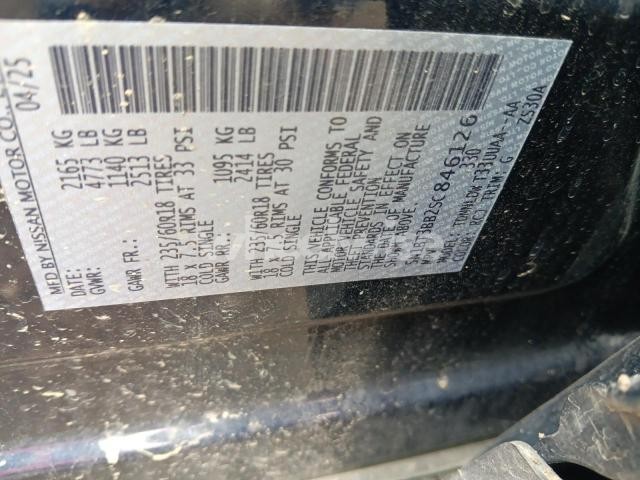 MFD BY NISSAN MOTOR CO.,
04/25
GVWR: 2165 KG
4773 LB
GAWR FR.: 1140 KG
2513 LB
WITH 235/60R18 TIRES
18 x 7.5 RIMS AT 33 PSI
COLD SINGLE
GAWR RR.: 1095 KG
2414 LB
WITH 235/60R18 TIRES
18 x 7.5 RIMS AT 30 PSI
COLD SINGLE
THIS VEHICLE CONFORMS TO
ALL APPLICABLE FEDERAL
MOTOR VEHICLE SAFETY AND
THEFT PREVENTION
STANDARDS IN EFFECT ON
THE DATE OF MANUFACTURE
SHOWN ABOVE.
846126
M.P.V.
MODEL:
330
COLOR: TRIM: G
ZS30A